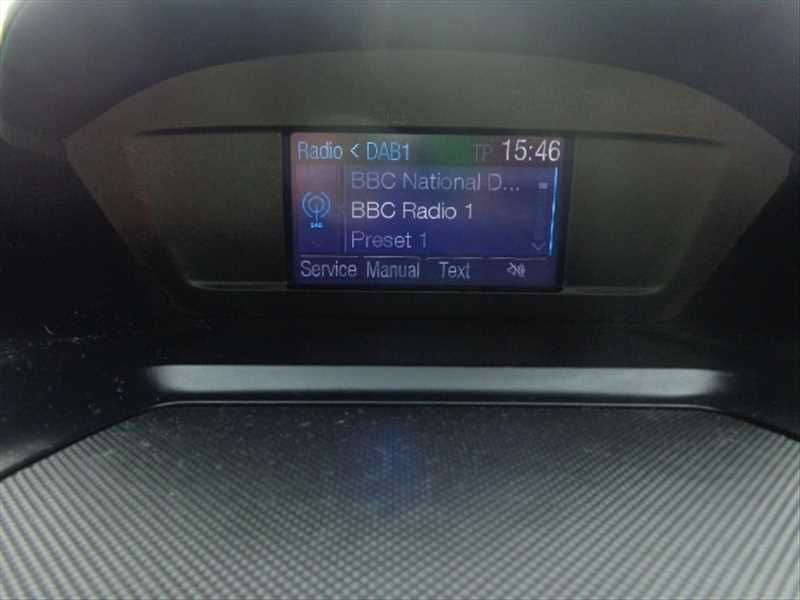 Radio < DAB1 TP 15:46
BBC National D...
BBC Radio 1
Preset 1
Service Manual Text